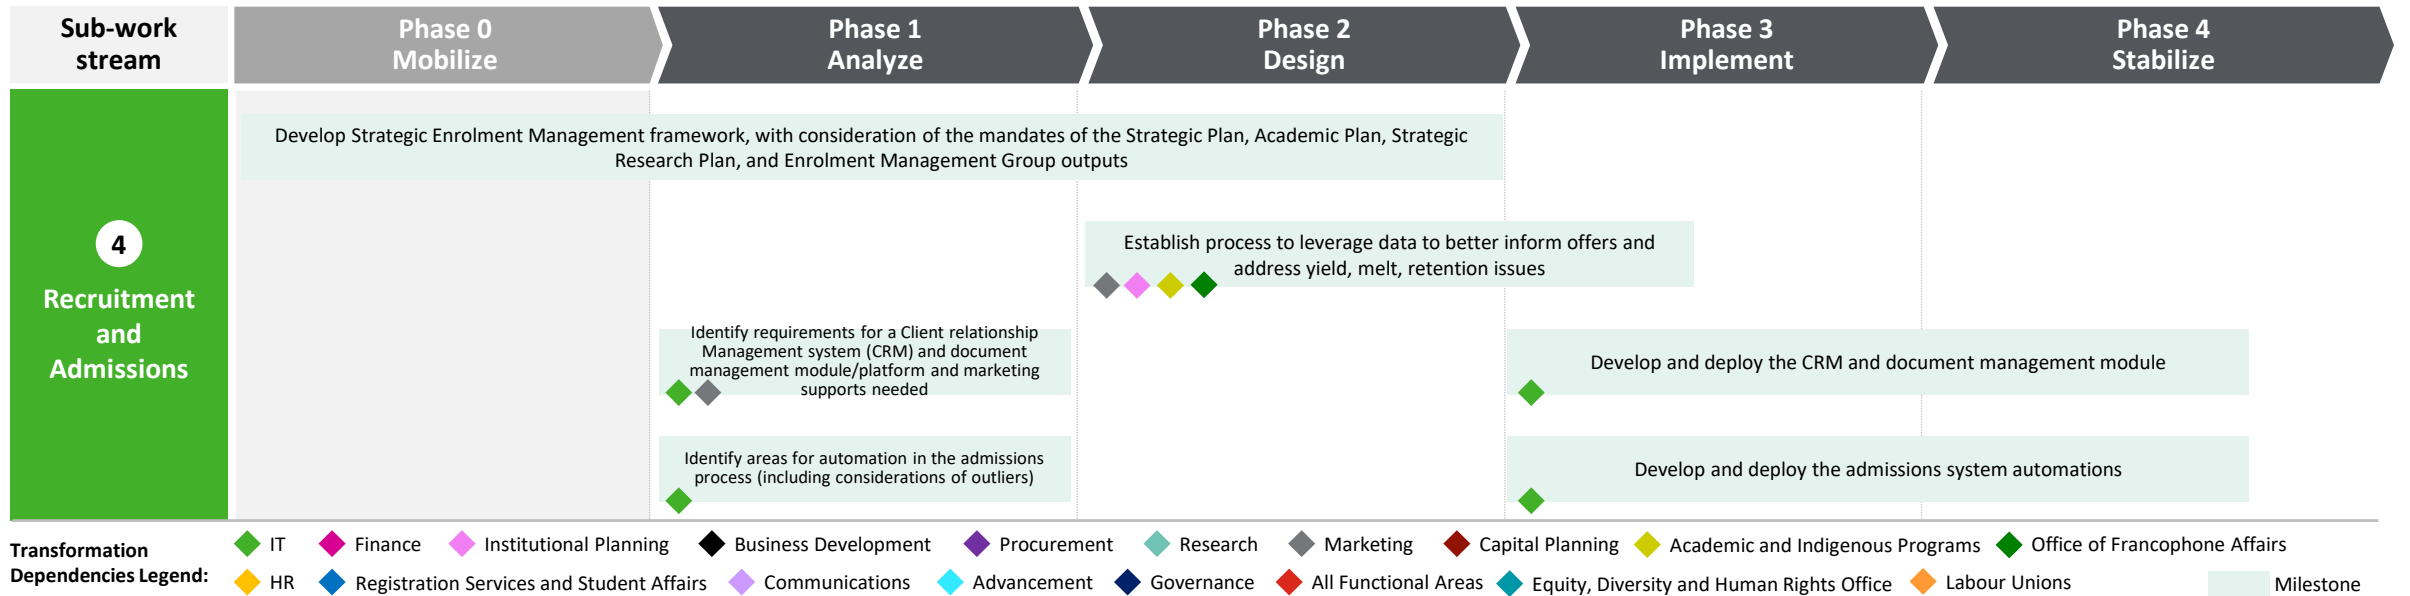 Sub-work
stream
Phase 0
Mobilize
Phase 1
Analyze
Phase 2
Design
Phase 3
Implement
Phase 4
Stabilize
4
Recruitment
and
Admissions
Develop Strategic Enrolment Management framework, with consideration of the mandates of the Strategic Plan, Academic Plan, Strategic
Research Plan, and Enrolment Management Group outputs
Establish process to leverage data to better inform offers and
address yield, melt, retention issues
Identify requirements for a Client relationship
Management system (CRM) and document
management module/platform and marketing
supports needed
Develop and deploy the CRM and document management module
Identify areas for automation in the admissions
process (including considerations of outliers)
Develop and deploy the admissions system automations
Transformation
Dependencies Legend:
IT
Finance
Institutional Planning
Business Development
Procurement
Research
Marketing
Capital Planning
Academic and Indigenous Programs
Office of Francophone Affairs
HR
Registration Services and Student Affairs
Communications
Advancement
Governance
All Functional Areas
Equity, Diversity and Human Rights Office
Labour Unions
Milestone